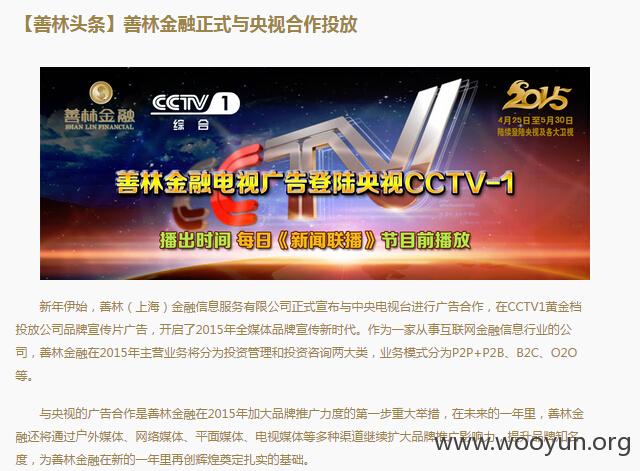 【善林头条】善林金融正式与央视合作投放
善林金融
SHAN LIN FINANCIAL
CCTV 1
综合
2015
4月25日至5月30日
陆续登陆央视及各大卫视
CCTV
善林金融电视广告登陆央视CCTV-1
播出时间 每日《新闻联播》节目前播放
新年伊始，善林（上海）金融信息服务有限公司正式宣布与中央电视台进行广告合作，在CCTV1黄金档
投放公司品牌宣传片广告，开启了2015年全媒体品牌宣传新时代。作为一家从事互联网金融信息行业的公
司，善林金融在2015年主营业务将分为投资管理和投资咨询两大类，业务模式分为P2P+P2B、B2C、O2O
等。
与央视的广告合作是善林金融在2015年加大品牌推广力度的第一步重大举措，在未来的一年里，善林金
融还将通过户外媒体、网络媒体、平面媒体、电视媒体等多种渠道继续扩大品牌推广影响力，提升品牌知名
度，为善林金融在新的一年里再创辉煌奠定扎实的基础。
www.wooyun.org